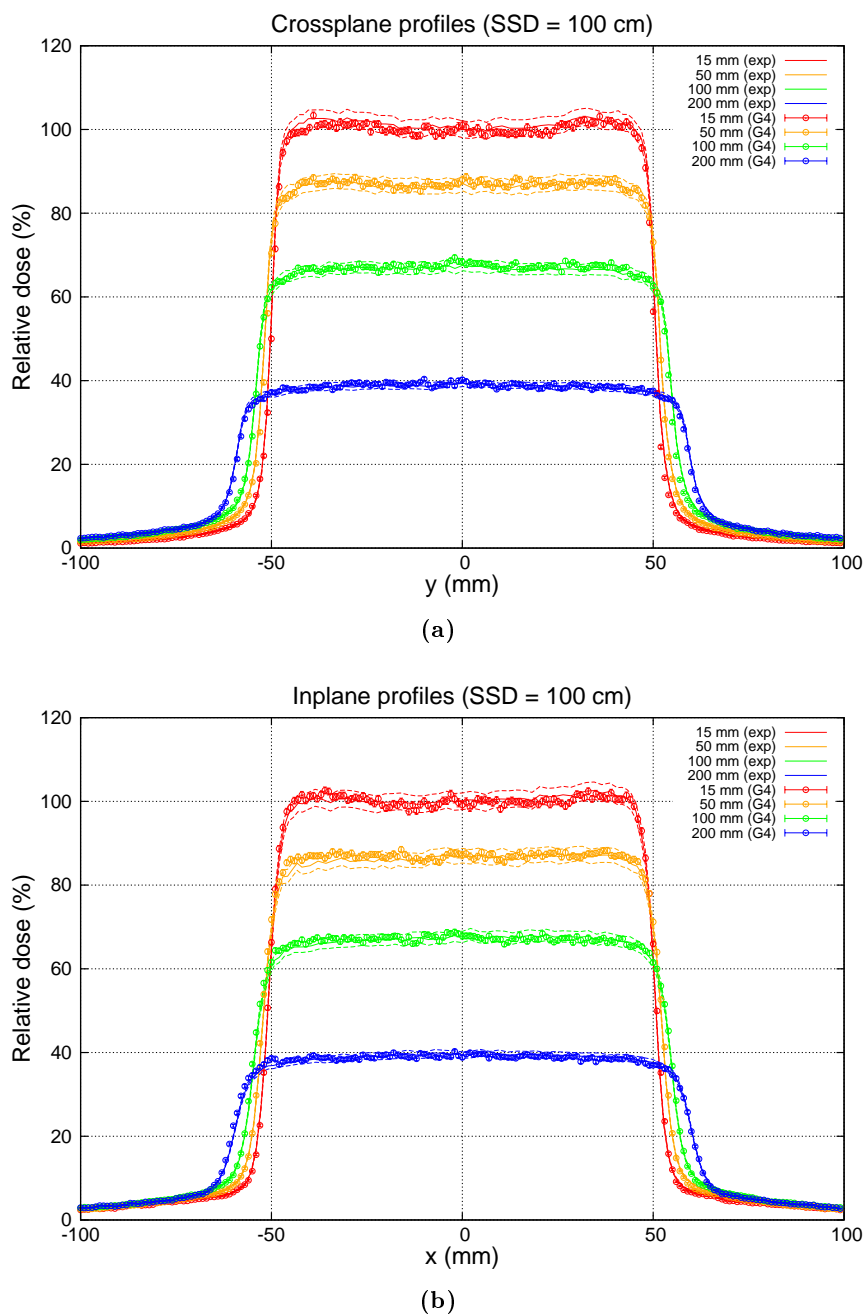 Crossplane profiles (SSD = 100 cm)
120
100
80
60
40
20
0
Relative dose (%)
15 mm (exp)
50 mm (exp)
100 mm (exp)
200 mm (exp)
15 mm (G4)
50 mm (G4)
100 mm (G4)
200 mm (G4)
-100 -50 0 50 100
y (mm)
(a)
Inplane profiles (SSD = 100 cm)
120
100
80
60
40
20
0
Relative dose (%)
15 mm (exp)
50 mm (exp)
100 mm (exp)
200 mm (exp)
15 mm (G4)
50 mm (G4)
100 mm (G4)
200 mm (G4)
-100 -50 0 50 100
x (mm)
(b)